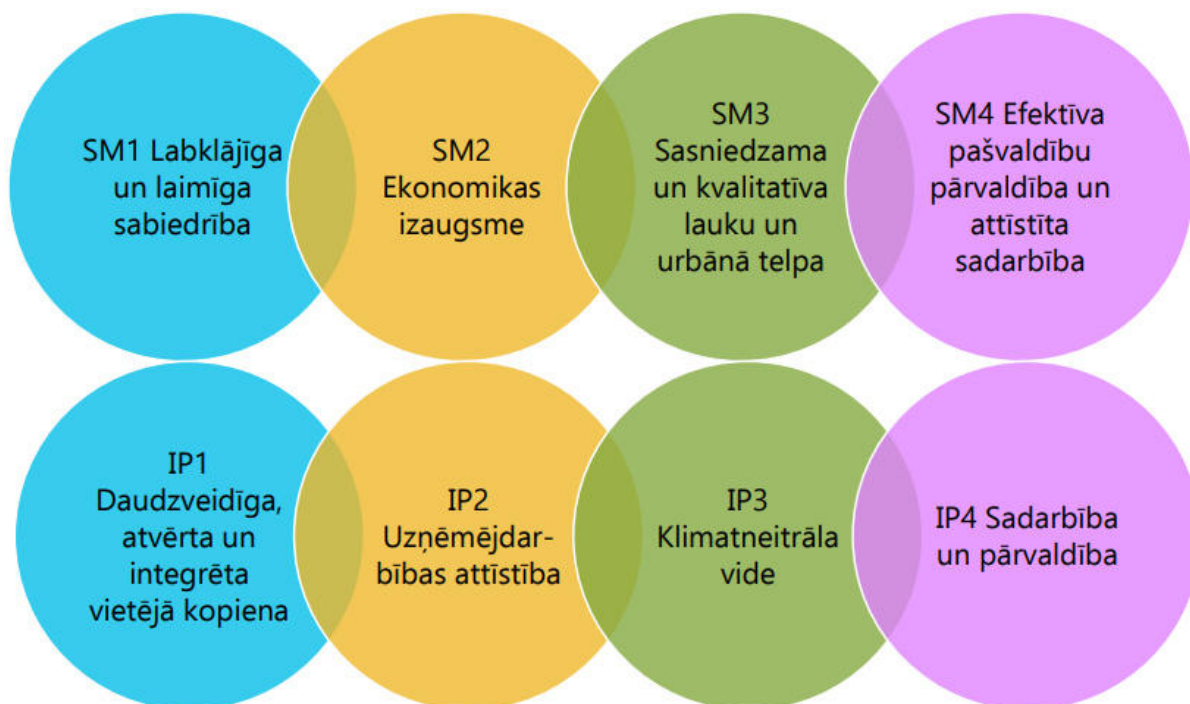 SM1 Labklājīga
un laimīga
sabiedrība
SM2
Ekonomikas
izaugsme
SM3
Sasniedzama
un kvalitatīva
lauku un
urbānā telpa
SM4 Efektīva
pašvaldību
pārvaldība un
attīstīta
sadarbība
IP1
Daudzveidīga,
atvērta un
integrēta
vietējā kopiena
IP2
Uzņēmējdar-
bības attīstība
IP3
Klimatneitrāla
vide
IP4 Sadarbība
un pārvaldība